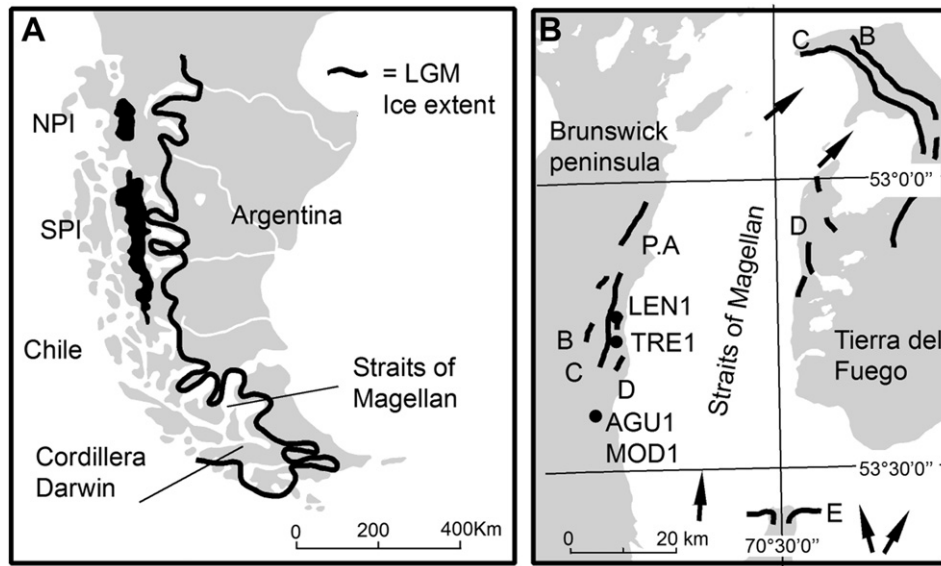 A
= LGM
Ice extent
NPI
Argentina
SPI
Chile
Straits of
Magellan
Cordillera
Darwin
0 200 400Km
B
C B
Brunswick
peninsula
53°0'0''
Straits of Magellan
D
P.A
LEN1
B TRE1
Tierra del
Fuego
C
D
AGU1
MOD1
53°30'0''
E
0 20 km
70°30'0''